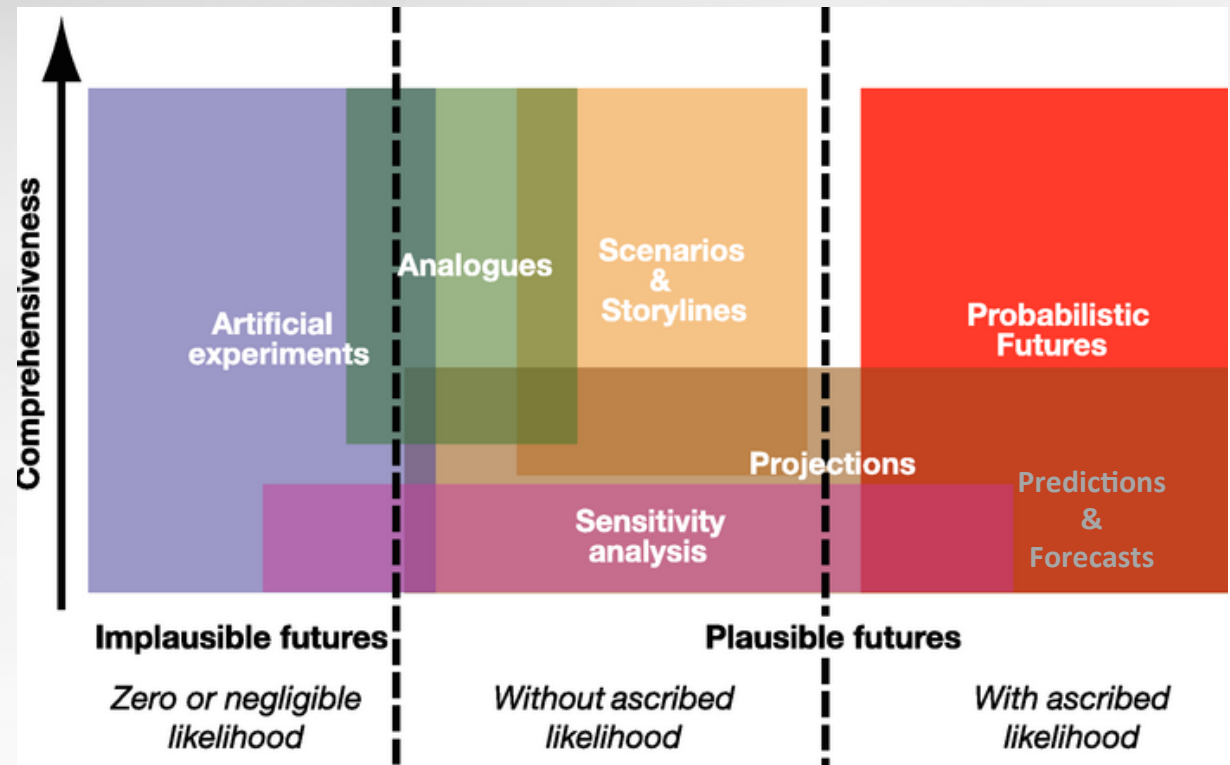 Comprehensiveness
Analogues
Scenarios
&
Storylines
Artificial
experiments
Probabilistic
Futures
Projections
Predictions
&
Forecasts
Sensitivity
analysis
Implausible futures
Plausible futures
Zero or negligible
likelihood
Without ascribed
likelihood
With ascribed
likelihood